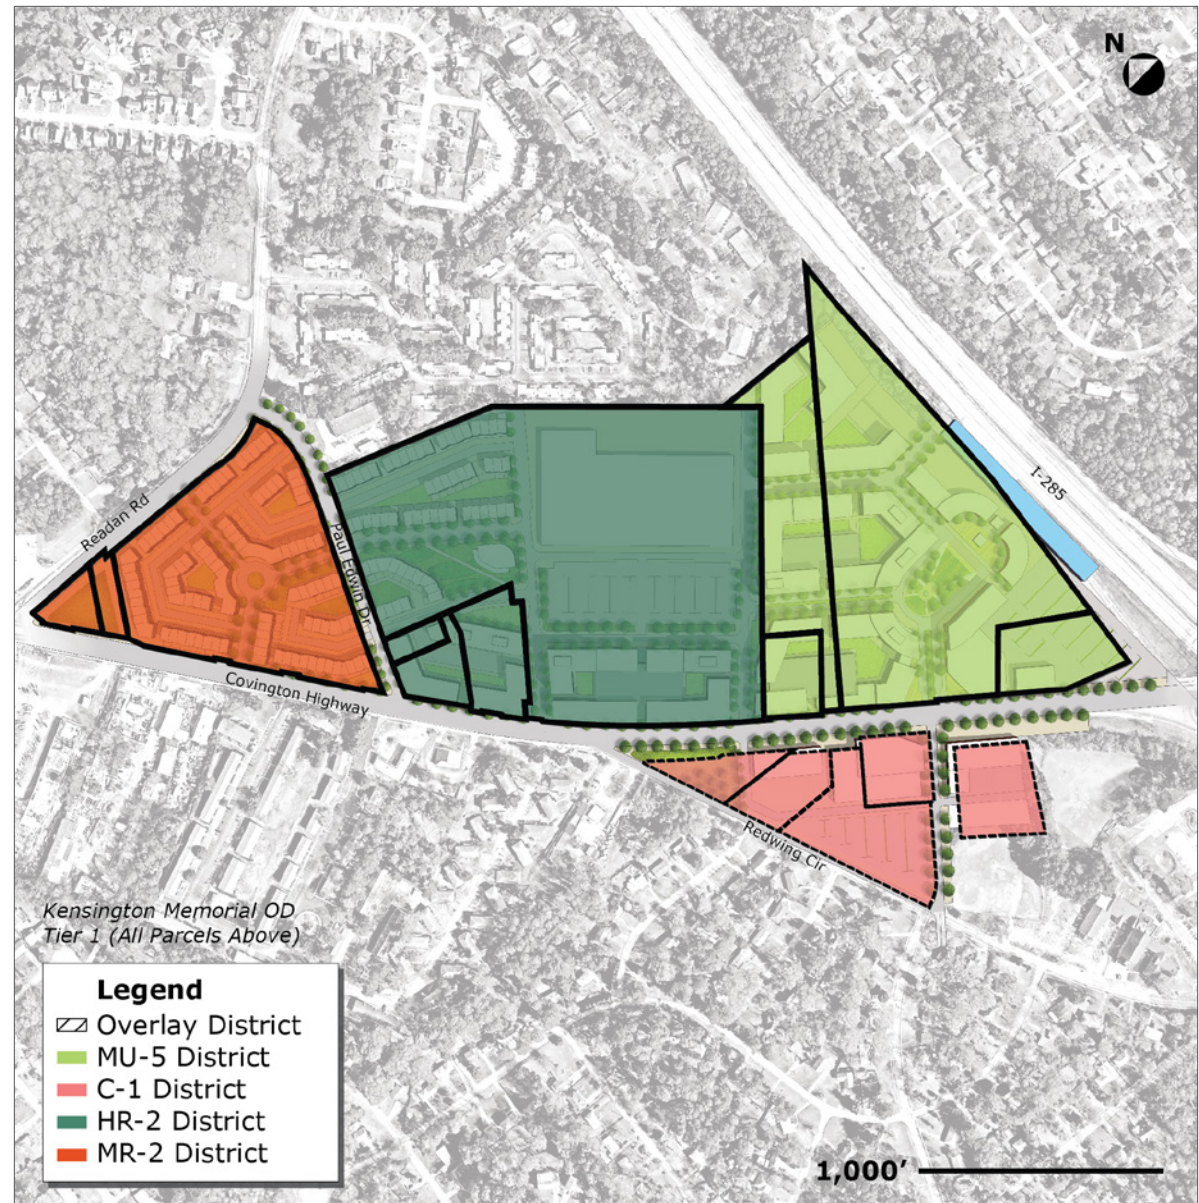 N
I-285
Readan Rd
Paul Edwin Dr
Covington Highway
Redwing Cir
Kensington Memorial OD
Tier 1 (All Parcels Above)
Legend
Overlay District
MU-5 District
C-1 District
HR-2 District
MR-2 District
1,000’